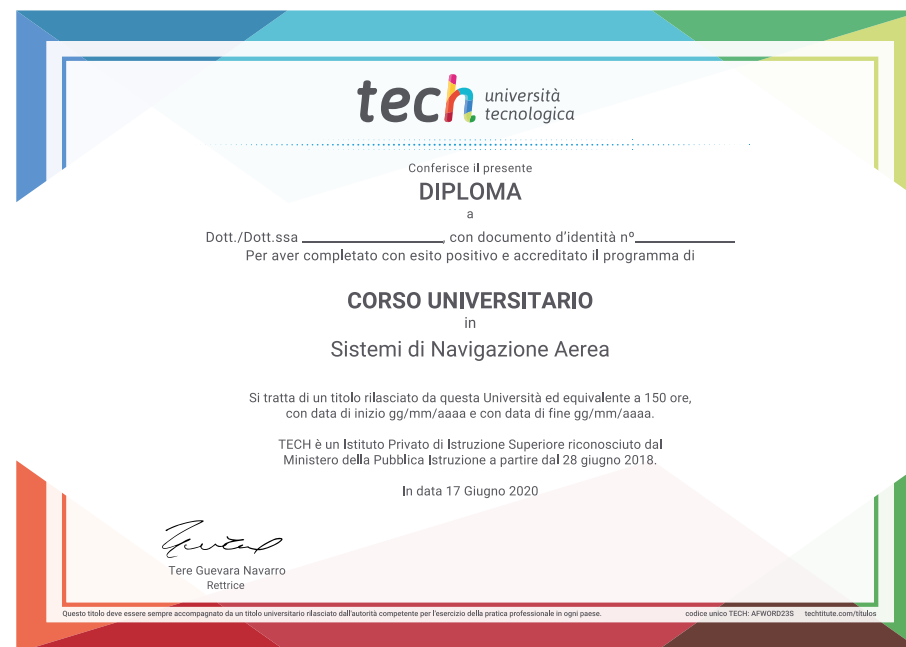 tech università
tecnologica
Conferisce il presente
DIPLOMA
a
Dott./Dott.ssa ____________________, con documento d'identità nº______________
Per aver completato con esito positivo e accreditato il programma di
CORSO UNIVERSITARIO
in
Sistemi di Navigazione Aerea
Si tratta di un titolo rilasciato da questa Università ed equivalente a 150 ore,
con data di inizio gg/mm/aaaa e con data di fine gg/mm/aaaa.
TECH è un Istituto Privato di Istruzione Superiore riconosciuto dal
Ministero della Pubblica Istruzione a partire dal 28 giugno 2018.
In data 17 Giugno 2020
Tere Guevara Navarro
Rettrice
Questo titolo deve essere sempre accompagnato da un titolo universitario rilasciato dall'autorità competente per l'esercizio della pratica professionale in ogni paese. codice unico TECH: AFWORD23S techtitute.com/titulos